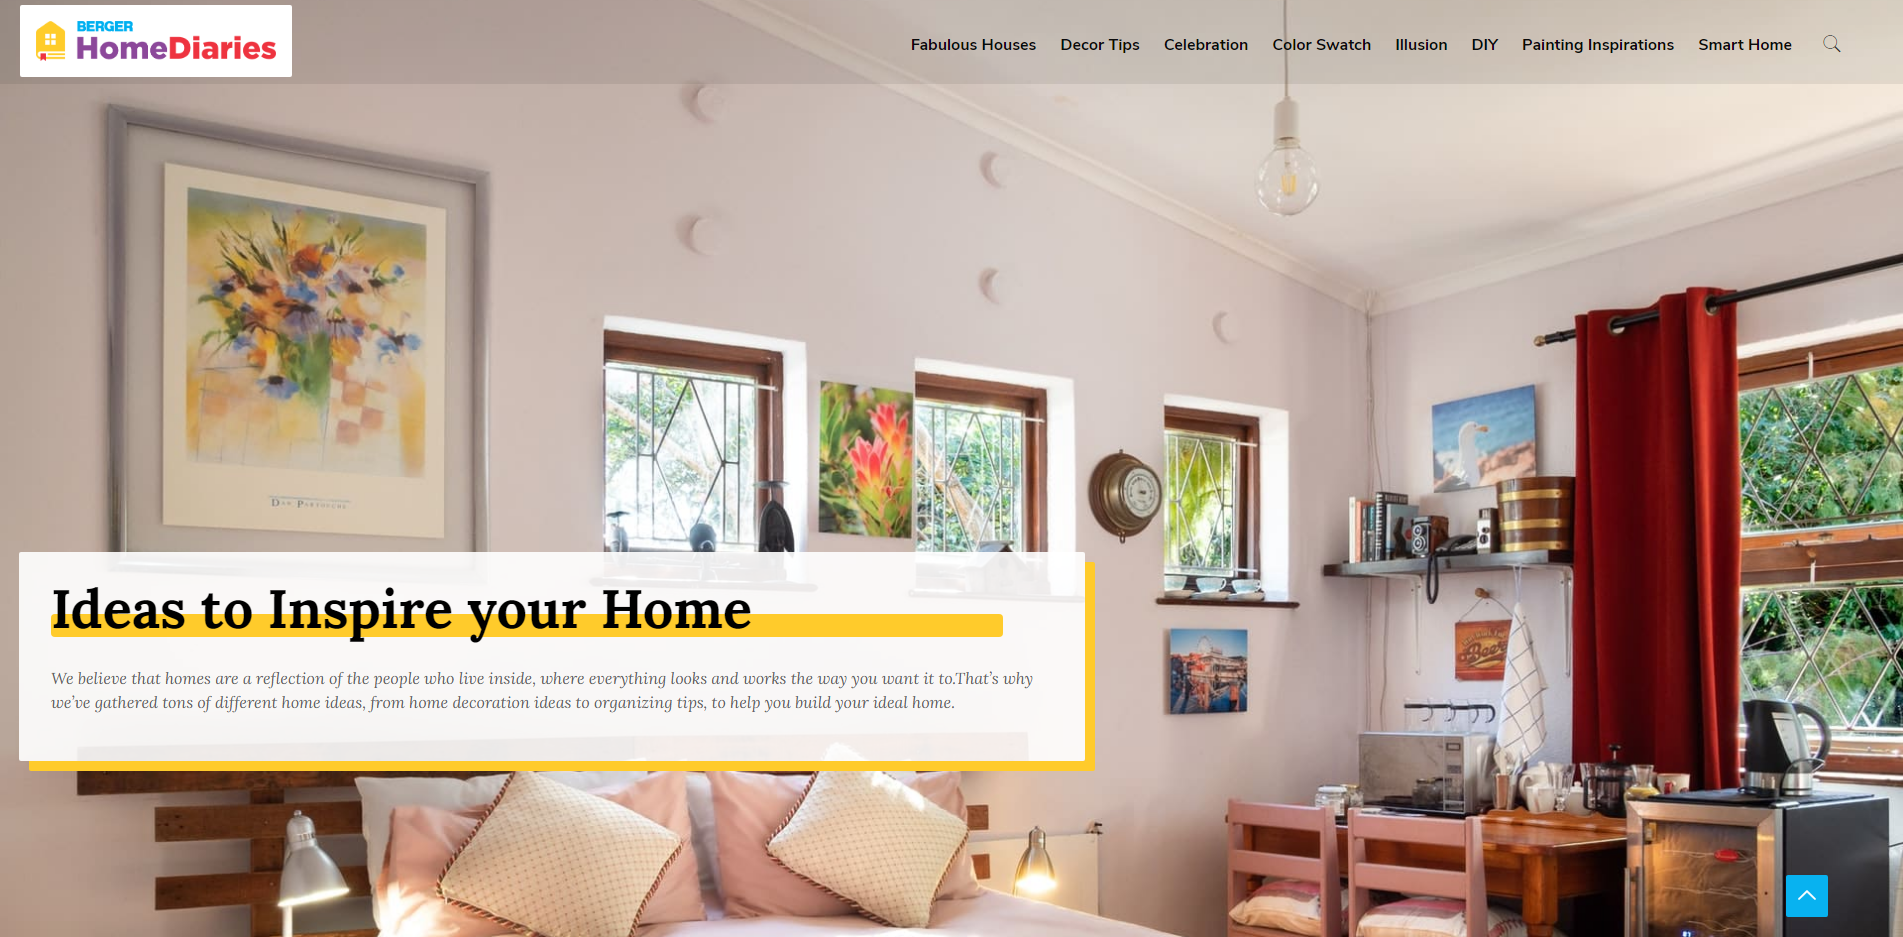 BERGER
HomeDiaries
Fabulous Houses Decor Tips Celebration Color Swatch Illusion DIY Painting Inspirations Smart Home
Ideas to Inspire your Home
We believe that homes are a reflection of the people who live inside, where everything looks and works the way you want it to.That's why
we've gathered tons of different home ideas, from home decoration ideas to organizing tips, to help you build your ideal home.